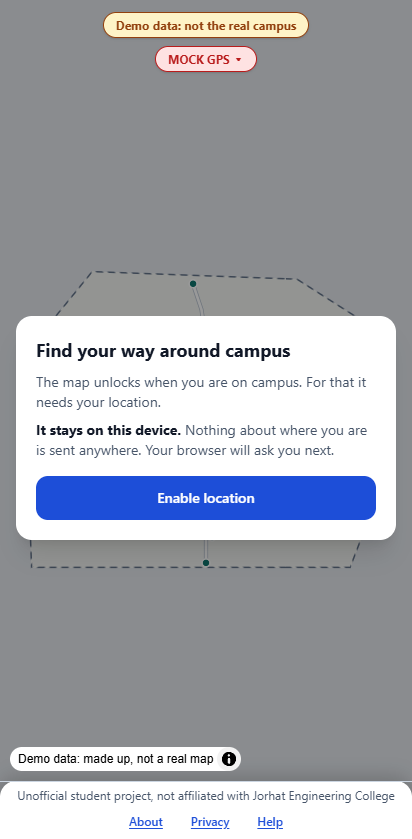 Demo data: not the real campus
MOCK GPS
Find your way around campus
The map unlocks when you are on campus. For that it
needs your location.
It stays on this device. Nothing about where you are
is sent anywhere. Your browser will ask you next.
Enable location
Demo data: made up, not a real map
Unofficial student project, not affiliated with Jorhat Engineering College
About Privacy Help